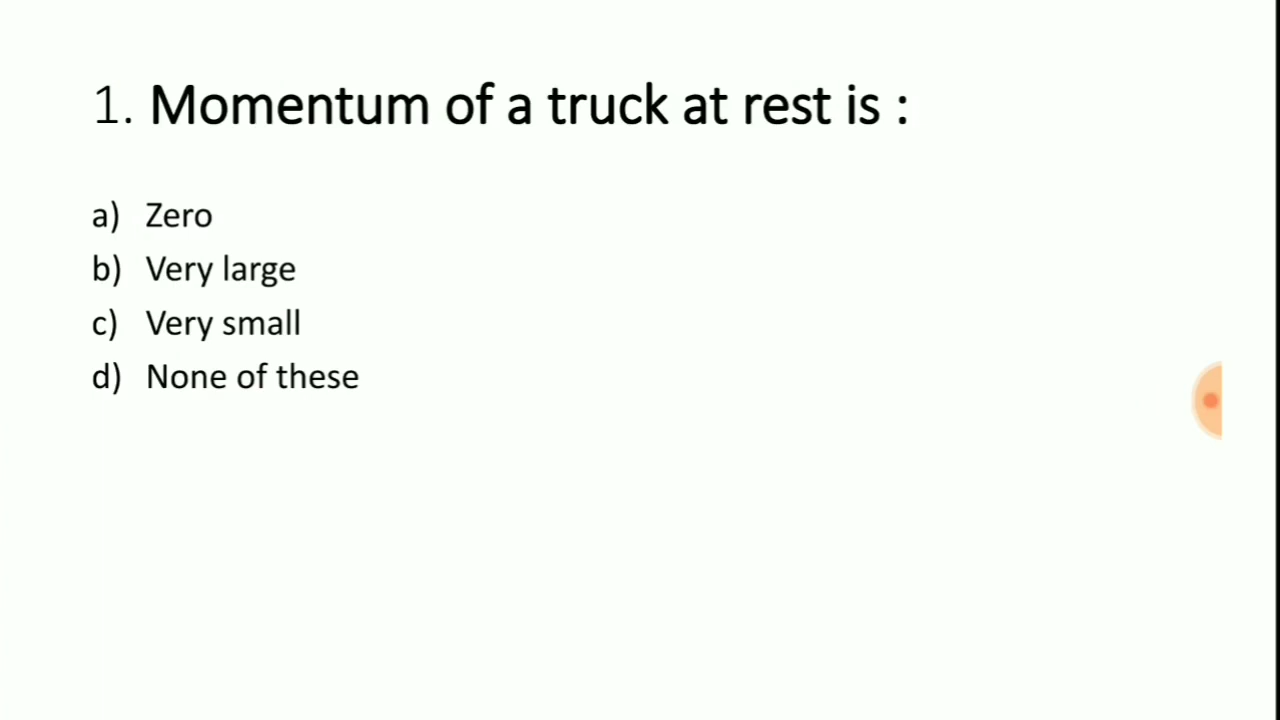 1. Momentum of a truck at rest is :
a) Zero
b) Very large
c) Very small
d) None of these